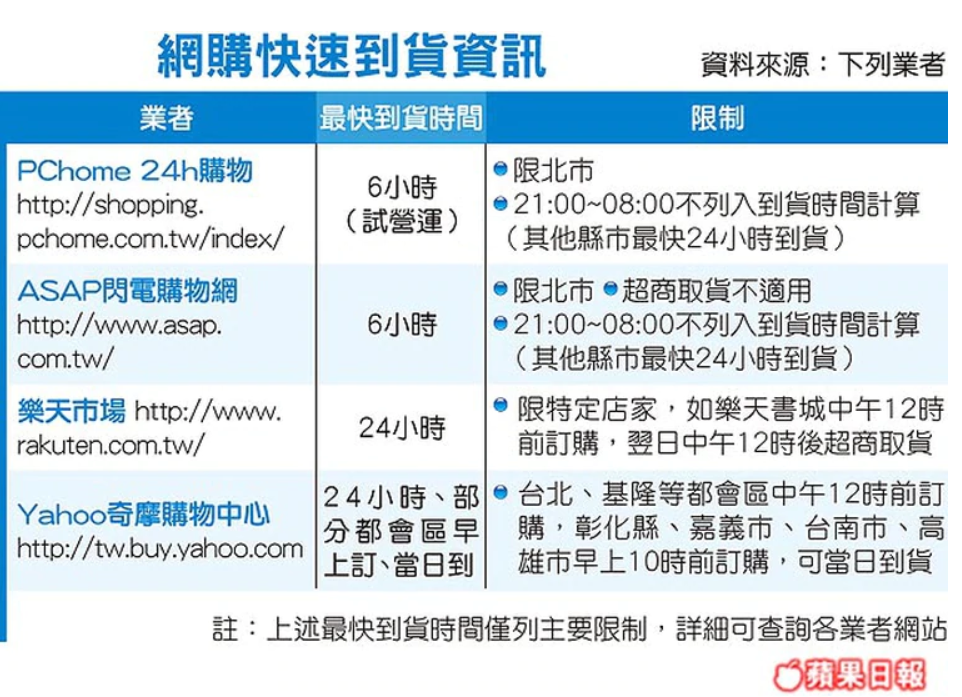 網購快速到貨資訊
資料來源：下列業者
業者 最快到貨時間 限制
PChome 24h購物
http://shopping.
pchome.com.tw/index/
6小時
（試營運）
限北市
21:00~08:00不列入到貨時間計算
（其他縣市最快24小時到貨）
ASAP閃電購物網
http://www.asap.
com.tw/
6小時
限北市 超商取貨不適用
21:00~08:00不列入到貨時間計算
（其他縣市最快24小時到貨）
樂天市場 http://www.
rakuten.com.tw/
24小時
限特定店家，如樂天書城中午12時
前訂購，翌日中午12時後超商取貨
Yahoo奇摩購物中心
http://tw.buy.yahoo.com
24小時、部
分都會區早
上訂、當日到
台北、基隆等都會區中午12時前訂
購，彰化縣、嘉義市、台南市、高
雄市早上10時前訂購，可當日到貨
註：上述最快到貨時間僅列主要限制，詳細可查詢各業者網站
蘋果日報